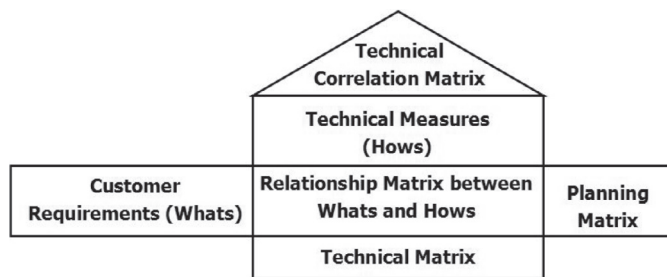 Technical
Correlation Matrix
Technical Measures
(Hows)
Customer
Requirements (Whats)
Relationship Matrix between
Whats and Hows
Planning
Matrix
Technical Matrix